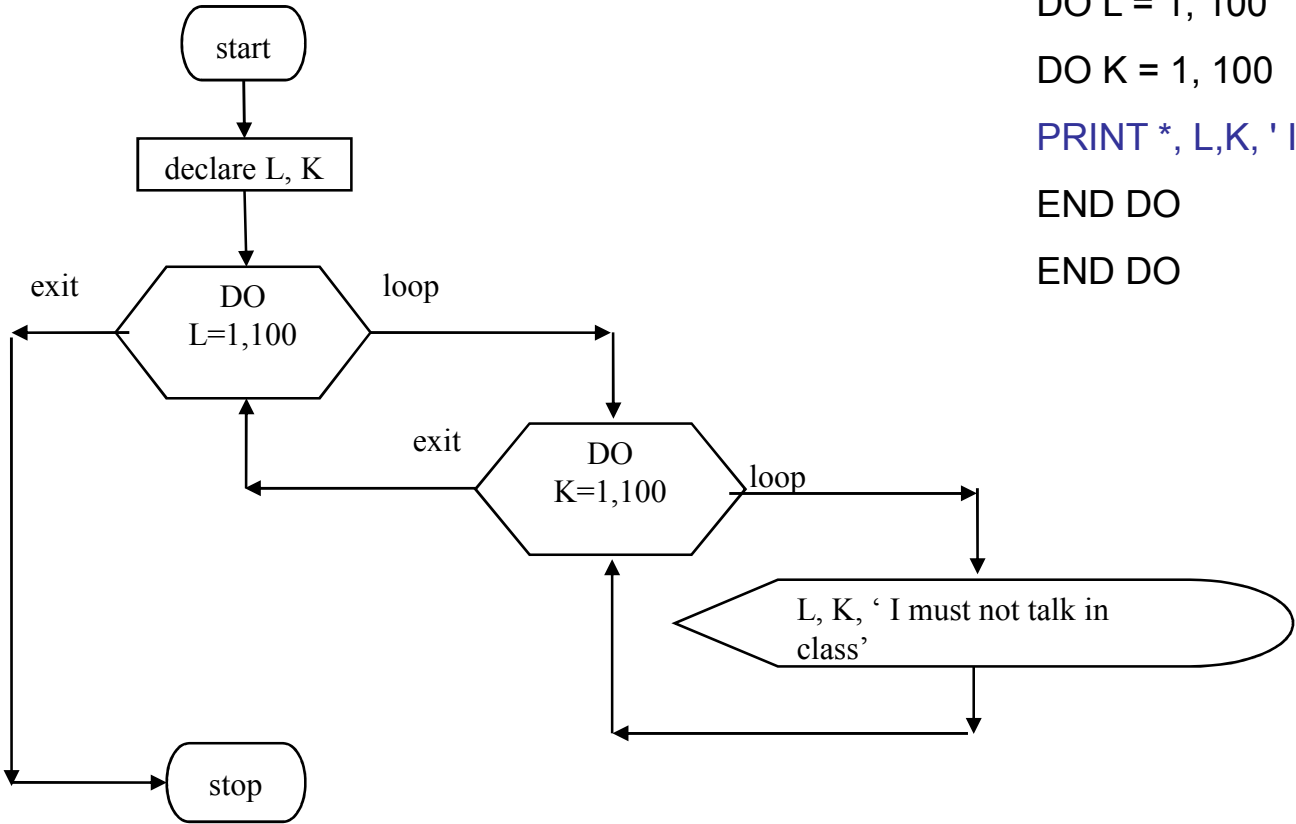 DO L = 1, 100
start
DO K = 1, 100
PRINT *, L,K, ' I
declare L, K
END DO
END DO
exit
DO
L=1,100
loop
exit
DO
K=1,100
loop
L, K, ‘ I must not talk in
class’
stop